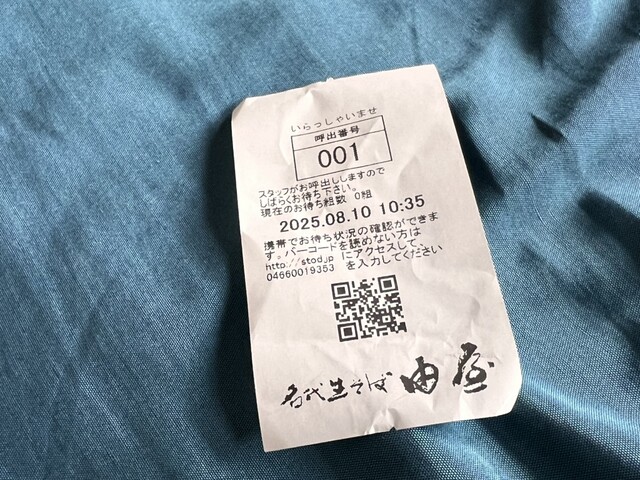 いらっしゃいませ
呼出番号
001
スタッフがお呼出ししますので
しばらくお待ち下さい。
現在のお待ち組数 0組
2025.08.10 10:35
携帯でお待ち状況の確認ができま
す。バーコードを読めない方は
http://stod.jp にアクセスして、
04660019353 を入力してください
名代生そば 由屋